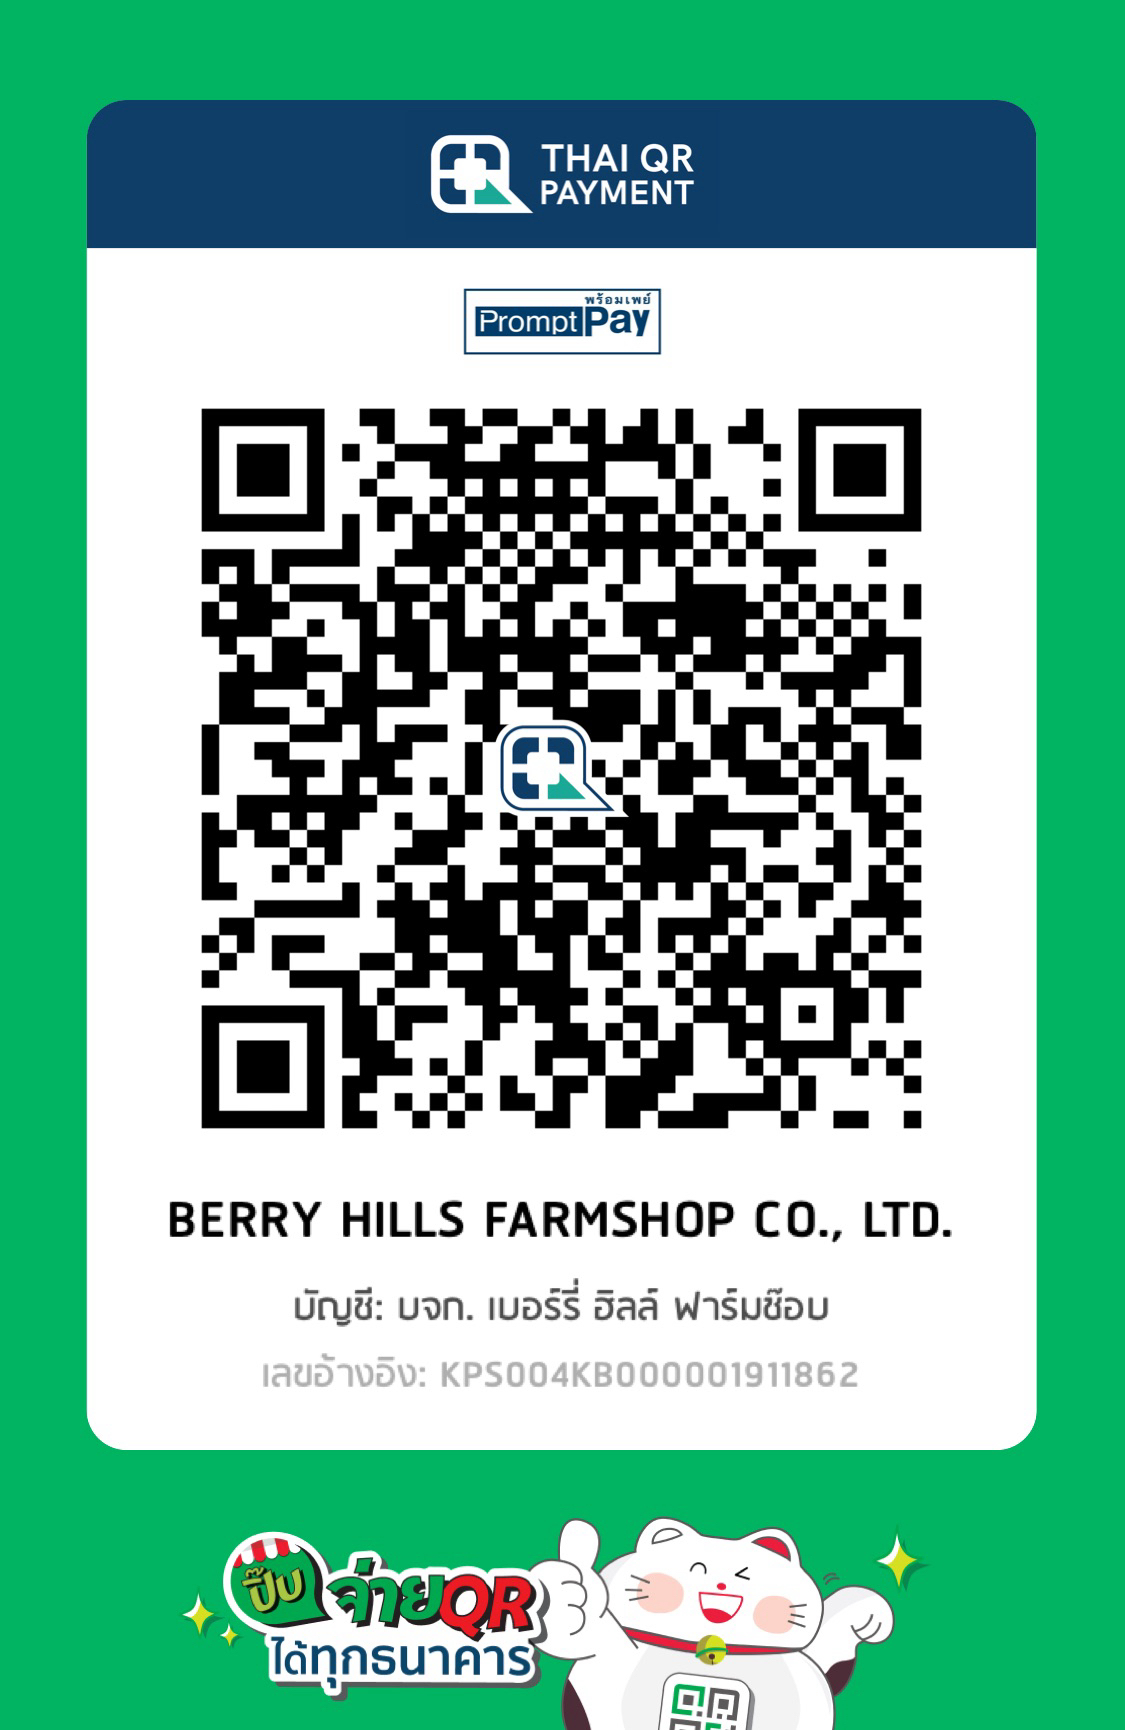 THAI QR
PAYMENT
พร้อมเพย์
PromptPay
BERRY HILLS FARMSHOP CO., LTD.
บัญชี: บจก. เบอร์รี่ ฮิลล์ ฟาร์มช๊อบ
เลขอ้างอิง: KPS004KB000001911862
ปิ๊บ จ่ายQR
ได้ทุกธนาคาร